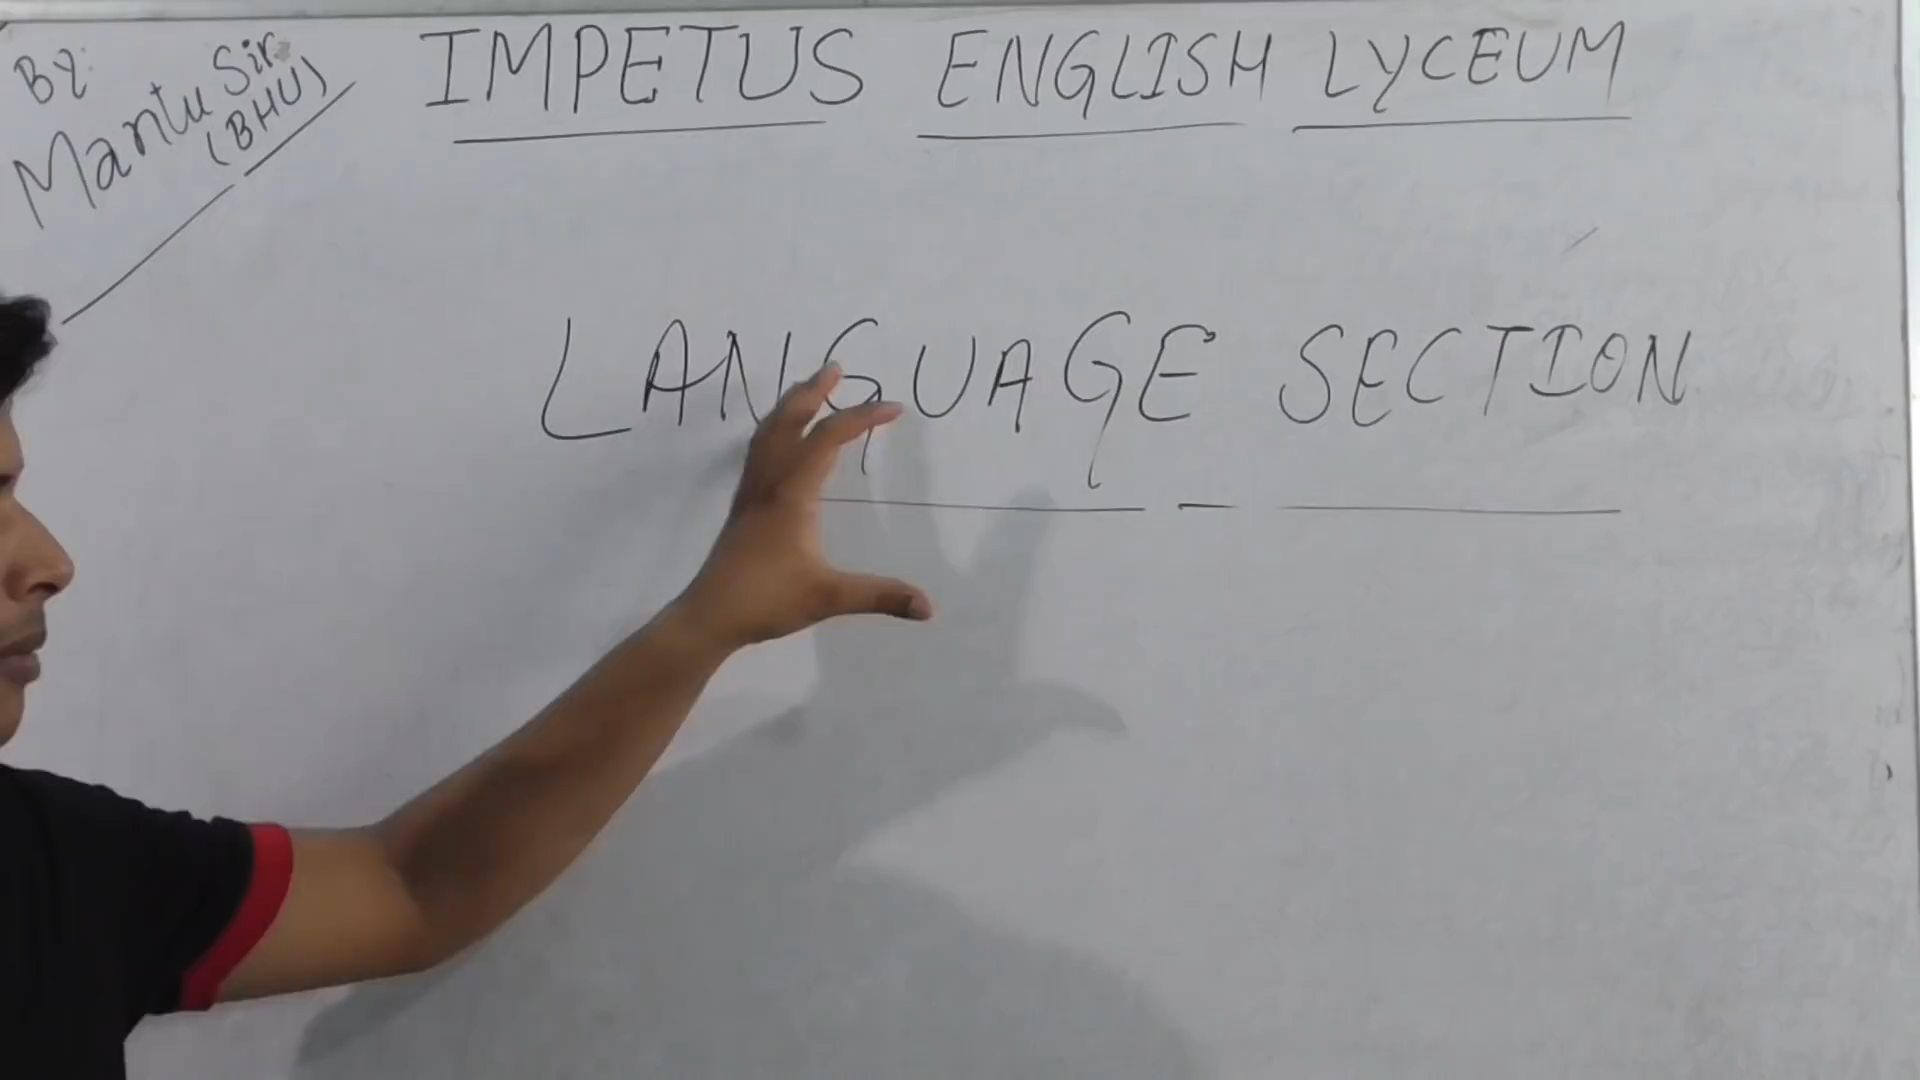 By:
Mantu Sir
(BHU)
IMPETUS ENGLISH LYCEUM
LANGUAGE SECTION